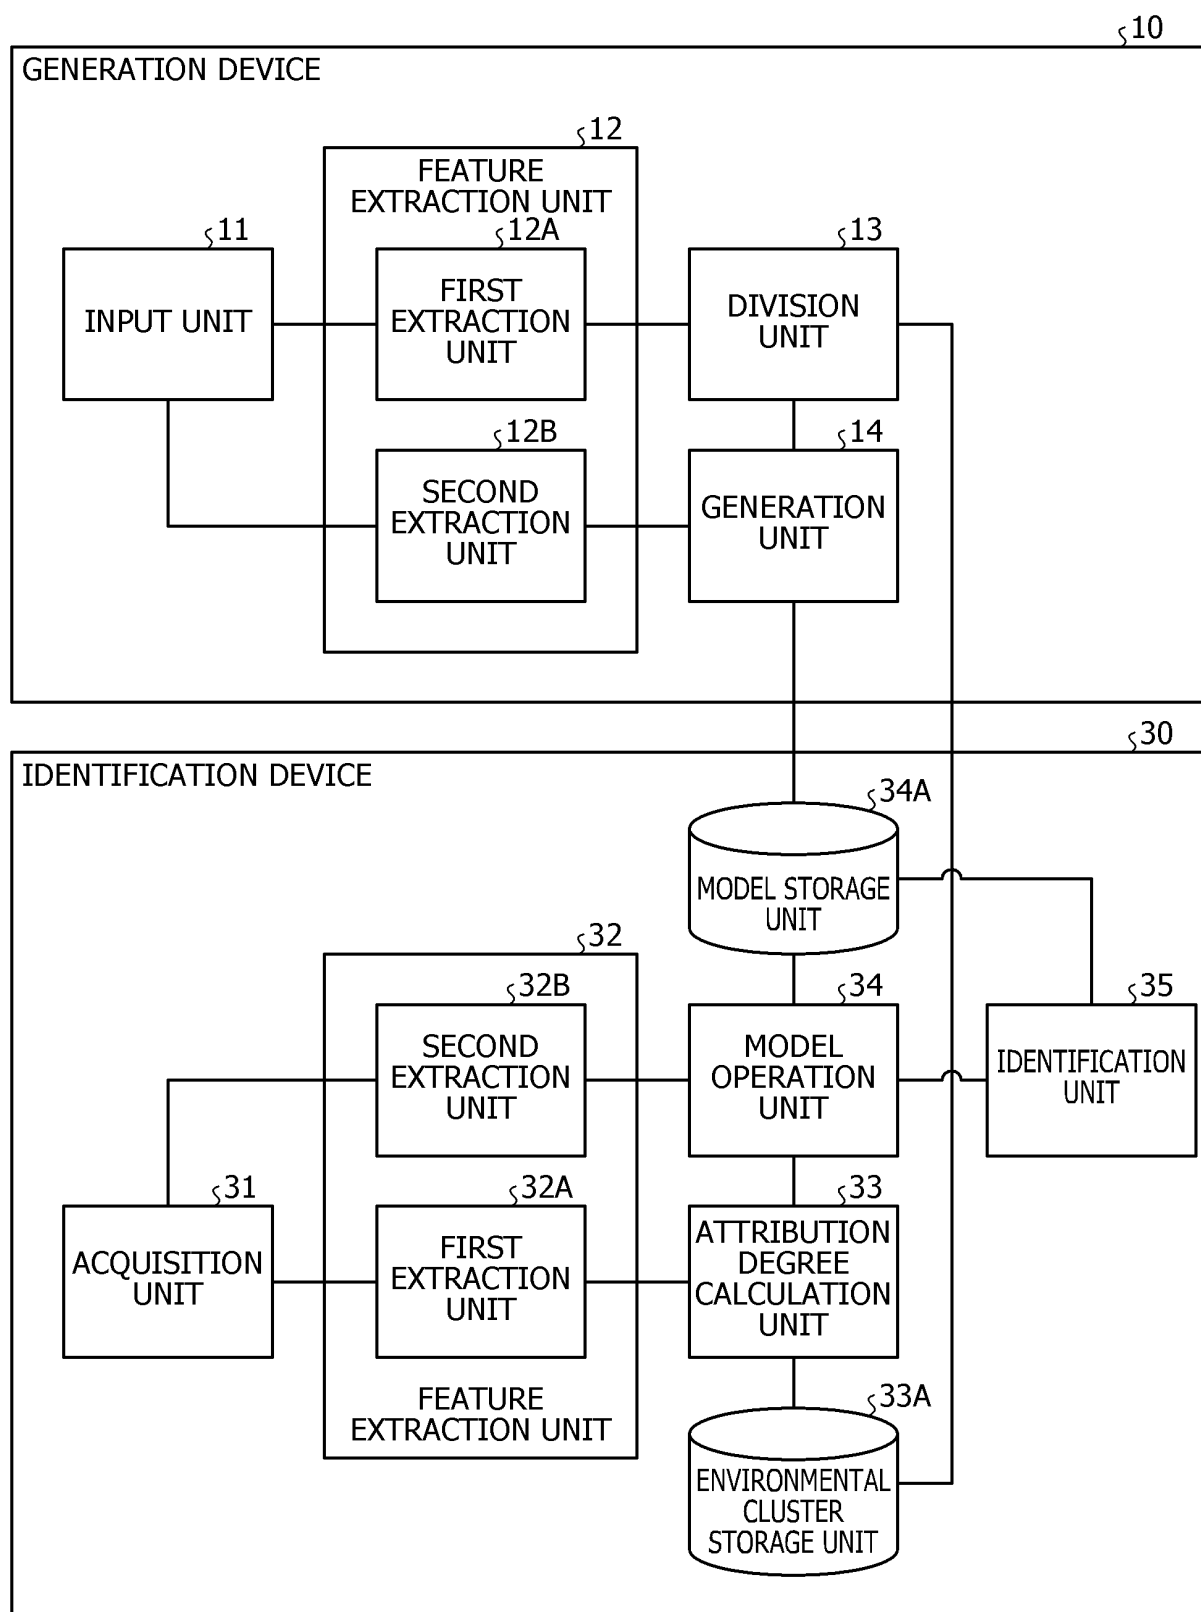 10
GENERATION DEVICE
12
FEATURE
EXTRACTION UNIT
11
INPUT UNIT
12A
FIRST
EXTRACTION
UNIT
13
DIVISION
UNIT
12B
SECOND
EXTRACTION
UNIT
14
GENERATION
UNIT
30
IDENTIFICATION DEVICE
34A
MODEL STORAGE
UNIT
32
32B
SECOND
EXTRACTION
UNIT
34
MODEL
OPERATION
UNIT
35
IDENTIFICATION
UNIT
31
ACQUISITION
UNIT
32A
FIRST
EXTRACTION
UNIT
33
ATTRIBUTION
DEGREE
CALCULATION
UNIT
FEATURE
EXTRACTION UNIT
33A
ENVIRONMENTAL
CLUSTER
STORAGE UNIT